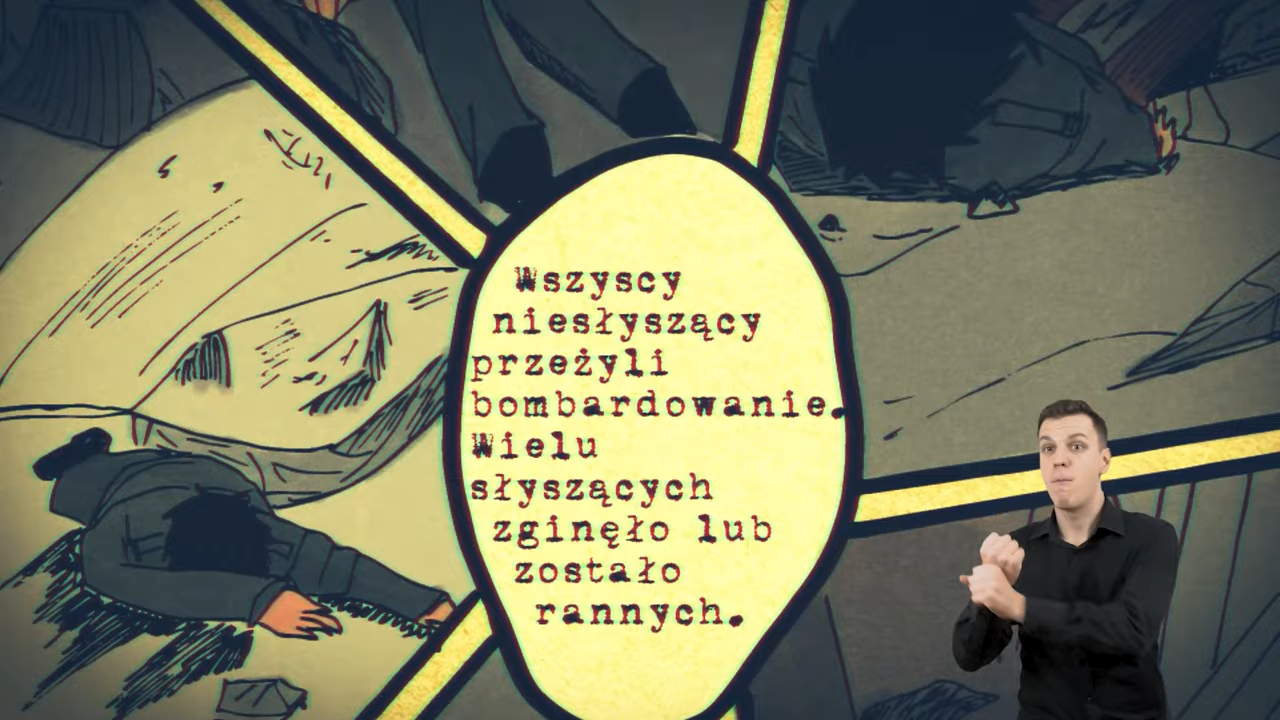 Wszyscy
niesłyszący
przeżyli
bombardowanie.
Wielu
słyszących
zginęło lub
zostało
rannych.